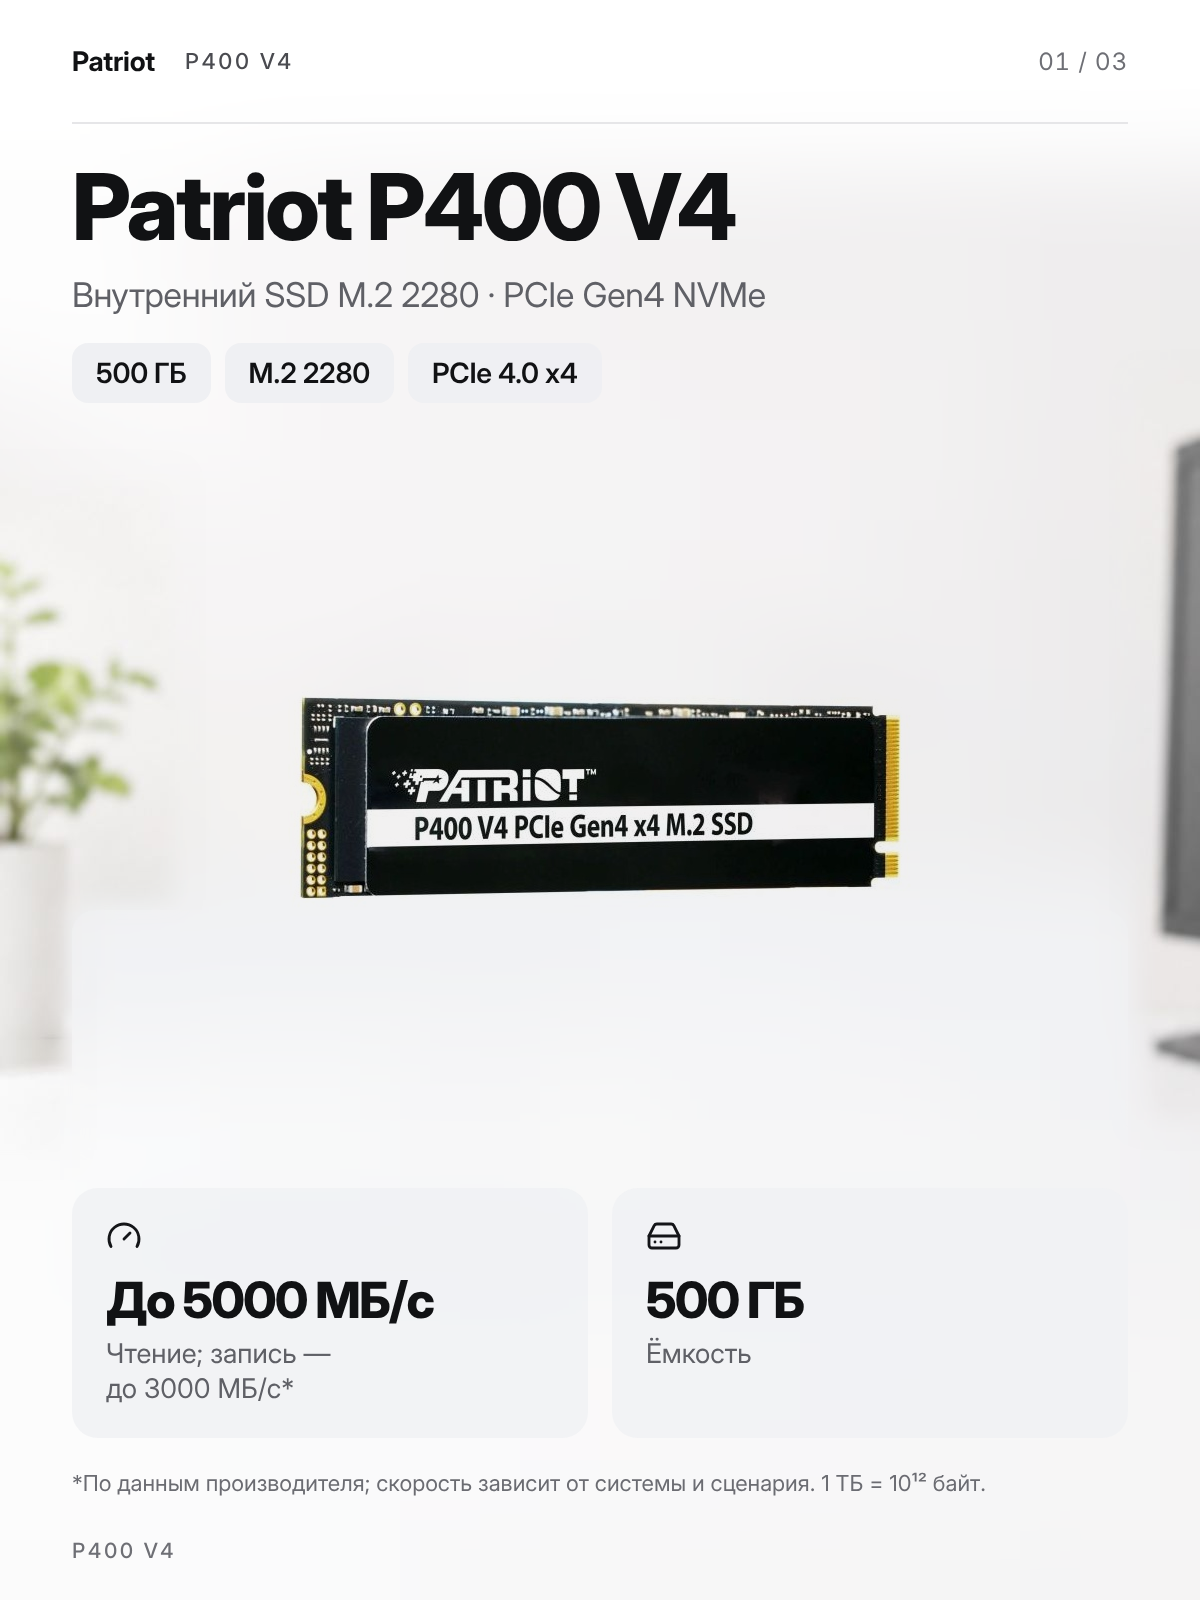 Patriot P400 V4
01 / 03
Patriot P400 V4
Внутренний SSD M.2 2280 · PCIe Gen4 NVMe
500 ГБ
M.2 2280
PCIe 4.0 x4
PATRIOT™
P400 V4 PCIe Gen4 x4 M.2 SSD
До 5000 МБ/с
Чтение; запись —
до 3000 МБ/с*
500 ГБ
Ёмкость
*По данным производителя; скорость зависит от системы и сценария. 1 ТБ = 10¹² байт.
P400 V4